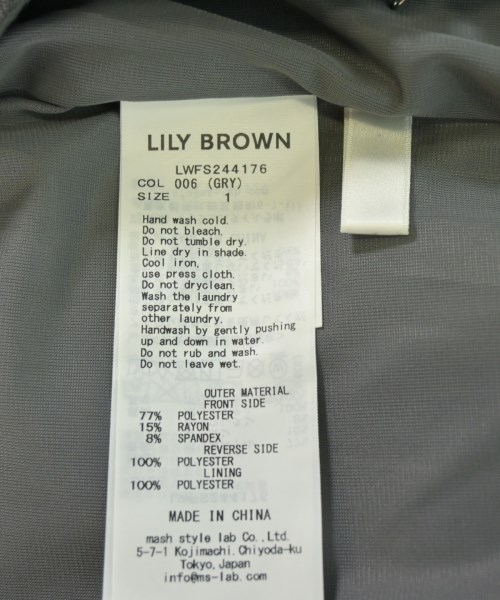 LILY BROWN
LWFS244176
COL 006 (GRY)
SIZE 1
Hand wash cold.
Do not bleach.
Do not tumble dry.
Line dry in shade.
Cool iron,
use press cloth.
Do not dryclean.
Wash the laundry
separately from
other laundry.
Handwash by gently pushing
up and down in water.
Do not rub and wash.
Do not leave wet.
OUTER MATERIAL
FRONT SIDE
77% POLYESTER
15% RAYON
8% SPANDEX
REVERSE SIDE
100% POLYESTER
LINING
100% POLYESTER
MADE IN CHINA
mash style lab Co.,Ltd.
5-7-1 Kojimachi,Chiyoda-ku
Tokyo,Japan
info@ms-lab.com